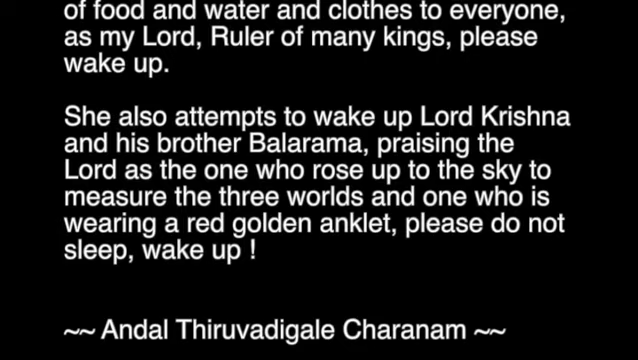 of food and water and clothes to everyone,
as my Lord, Ruler of many kings, please
wake up.
She also attempts to wake up Lord Krishna
and his brother Balarama, praising the
Lord as the one who rose up to the sky to
measure the three worlds and one who is
wearing a red golden anklet, please do not
sleep, wake up !
~~ Andal Thiruvadigale Charanam ~~